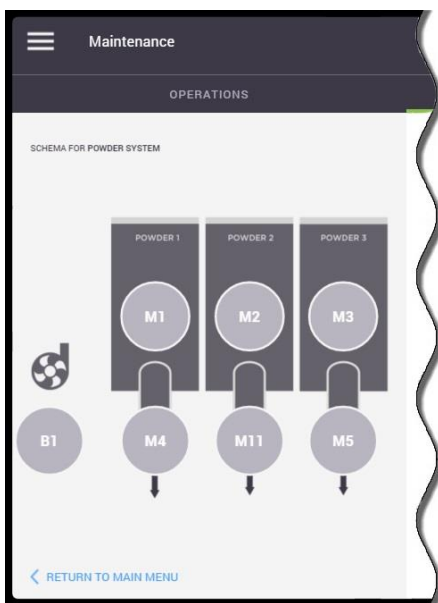 Maintenance
OPERATIONS
SCHEMA FOR POWDER SYSTEM
POWDER 1 POWDER 2 POWDER 3
M1 M2 M3
B1 M4 M11 M5
RETURN TO MAIN MENU